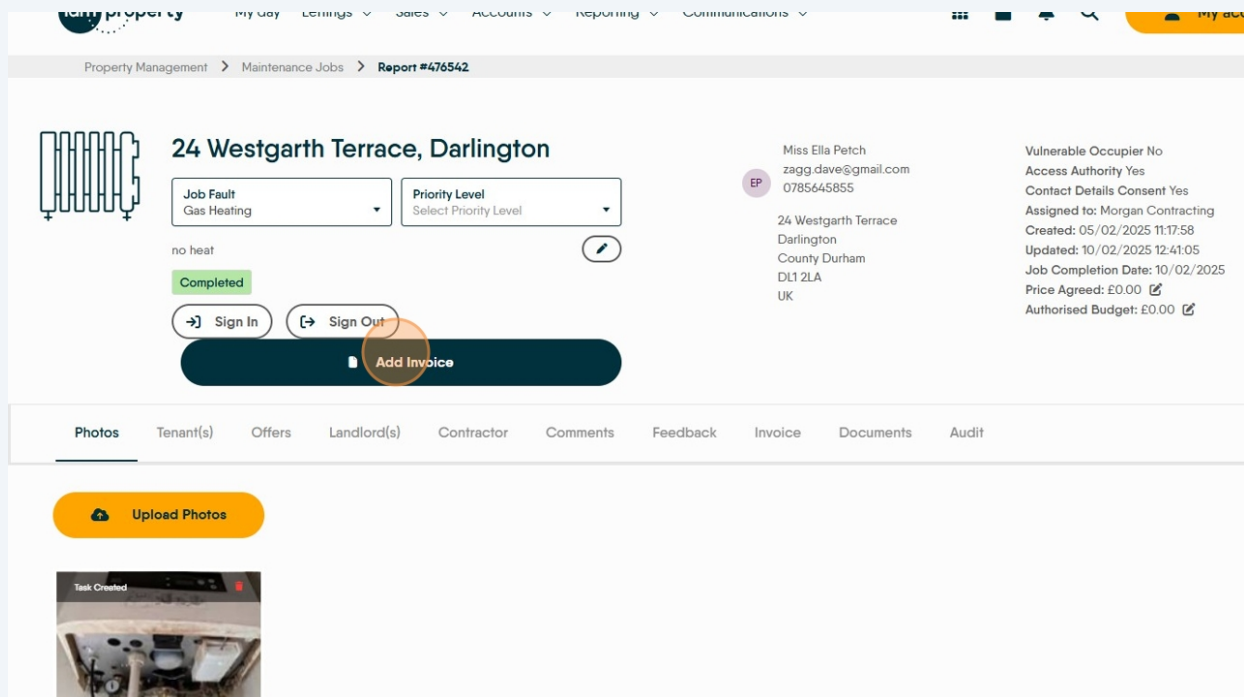 iam property My day Lettings Sales Accounts Reporting Communications
Property Management > Maintenance Jobs > Report #476542
24 Westgarth Terrace, Darlington
Job Fault
Gas Heating
Priority Level
Select Priority Level
no heat
Completed
Sign In
Sign Out
Add Invoice
EP
Miss Ella Petch
zagg.dave@gmail.com
0785645855
24 Westgarth Terrace
Darlington
County Durham
DL1 2LA
UK
Vulnerable Occupier No
Access Authority Yes
Contact Details Consent Yes
Assigned to: Morgan Contracting
Created: 05/02/2025 11:17:58
Updated: 10/02/2025 12:41:05
Job Completion Date: 10/02/2025
Price Agreed: £0.00
Authorised Budget: £0.00
Photos Tenant(s) Offers Landlord(s) Contractor Comments Feedback Invoice Documents Audit
Upload Photos
Task Created